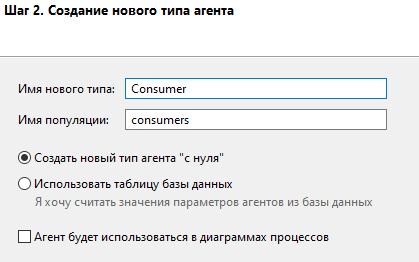 Шаг 2. Создание нового типа агента
Имя нового типа: Consumer
Имя популяции: consumers
Создать новый тип агента "с нуля"
Использовать таблицу базы данных
Я хочу считать значения параметров агентов из базы данных
Агент будет использоваться в диаграммах процессов